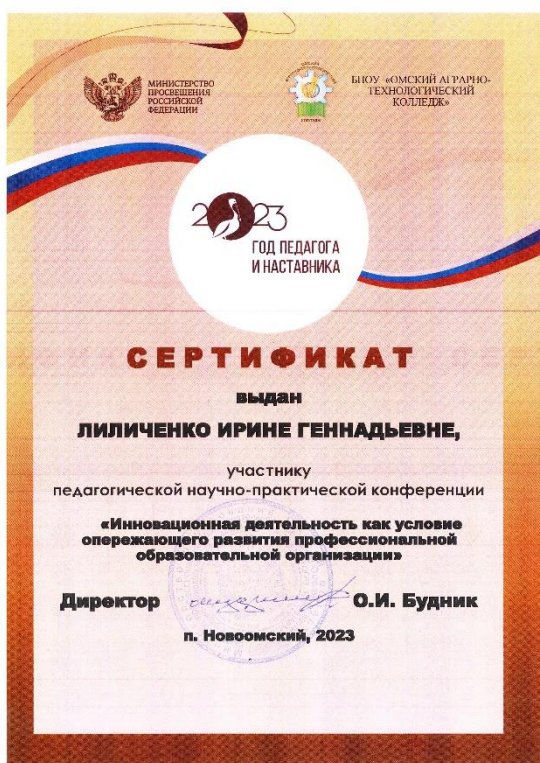 МИНИСТЕРСТВО
ПРОСВЕЩЕНИЯ
РОССИЙСКОЙ
ФЕДЕРАЦИИ
БПОУ «ОМСКИЙ АГРАРНО-
ТЕХНОЛОГИЧЕСКИЙ
КОЛЛЕДЖ»
2023
ГОД ПЕДАГОГА
И НАСТАВНИКА
СЕРТИФИКАТ
выдан
ЛИЛИЧЕНКО ИРИНЕ ГЕННАДЬЕВНЕ,
участнику
педагогической научно-практической конференции
«Инновационная деятельность как условие
опережающего развития профессиональной
образовательной организации»
Директор О.И. Будник
п. Новоомский, 2023